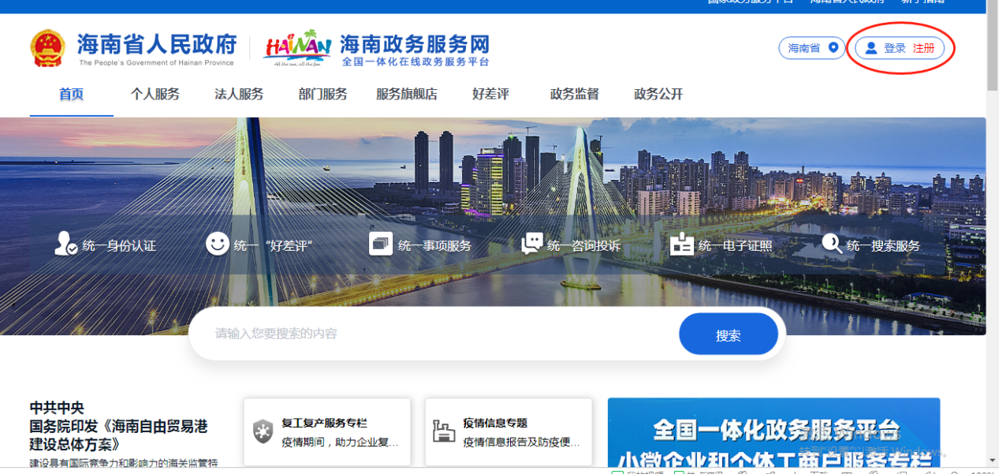 国家政务服务平台 海南省人民政府 新手指南
海南省人民政府
The People's Government of Hainan Province
HAINAN
海南政务服务网
全国一体化在线政务服务平台
海南省
登录 注册
首页 个人服务 法人服务 部门服务 服务旗舰店 好差评 政务监督 政务公开
统一身份认证 统一“好差评” 统一事项服务 统一咨询投诉 统一电子证照 统一搜索服务
请输入您要搜索的内容
搜索
中共中央
国务院印发《海南自由贸易港
建设总体方案》
建设具有国际竞争力和影响力的海关监管特
复工复产服务专栏
疫情期间，助力企业复...
疫情信息专题
疫情信息报告及防疫便...
全国一体化政务服务平台
小微企业和个体工商户服务专栏
转到"设置"以激活 Windows。